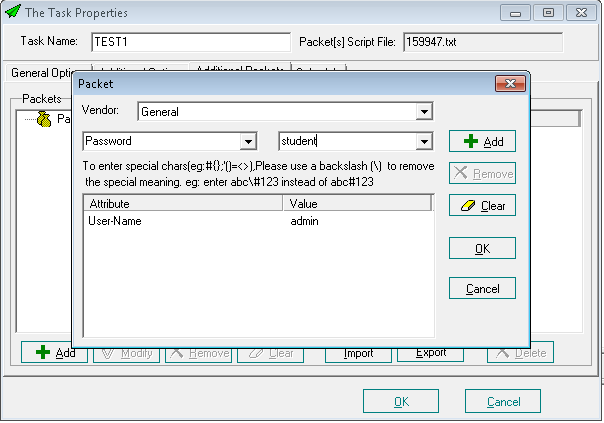 The Task Properties
Task Name: TEST1 Packet[s] Script File: 159947.txt
General Option
Packets
Pa
Packet
Vendor: General
Password student Add
To enter special chars(eg:#{};'()=<>),Please use a backslash (\) to remove
the special meaning. eg: enter abc\#123 instead of abc#123
Remove
Attribute Value
Clear
User-Name admin
OK
Cancel
Add Modify Remove Clear Import Export Delete
OK Cancel